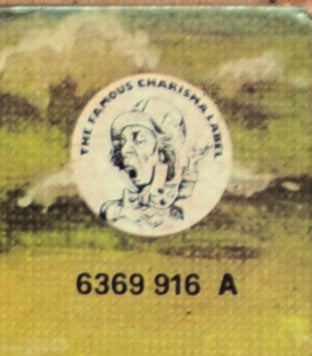 THE FAMOUS CHARISMA LABEL
6369 916 A